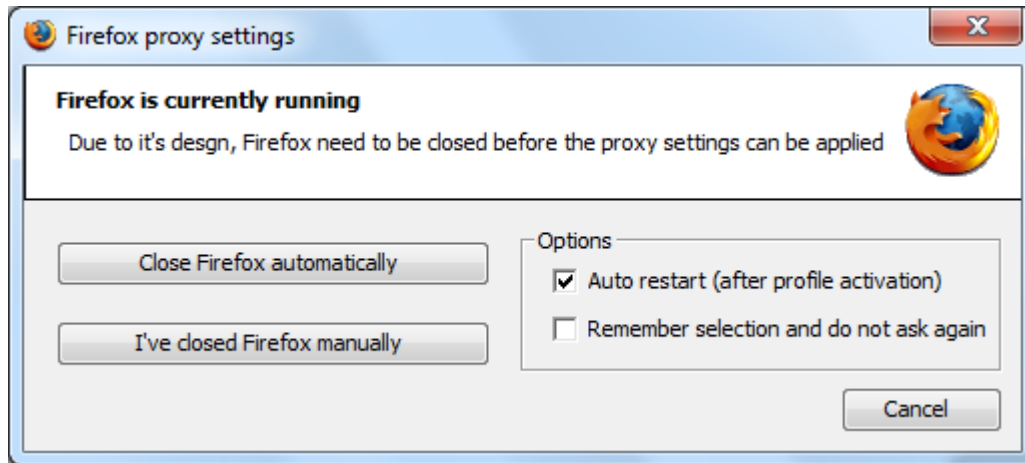 Firefox proxy settings
Firefox is currently running
Due to it's desgn, Firefox need to be closed before the proxy settings can be applied
Close Firefox automatically
I've closed Firefox manually
Options
Auto restart (after profile activation)
Remember selection and do not ask again
Cancel